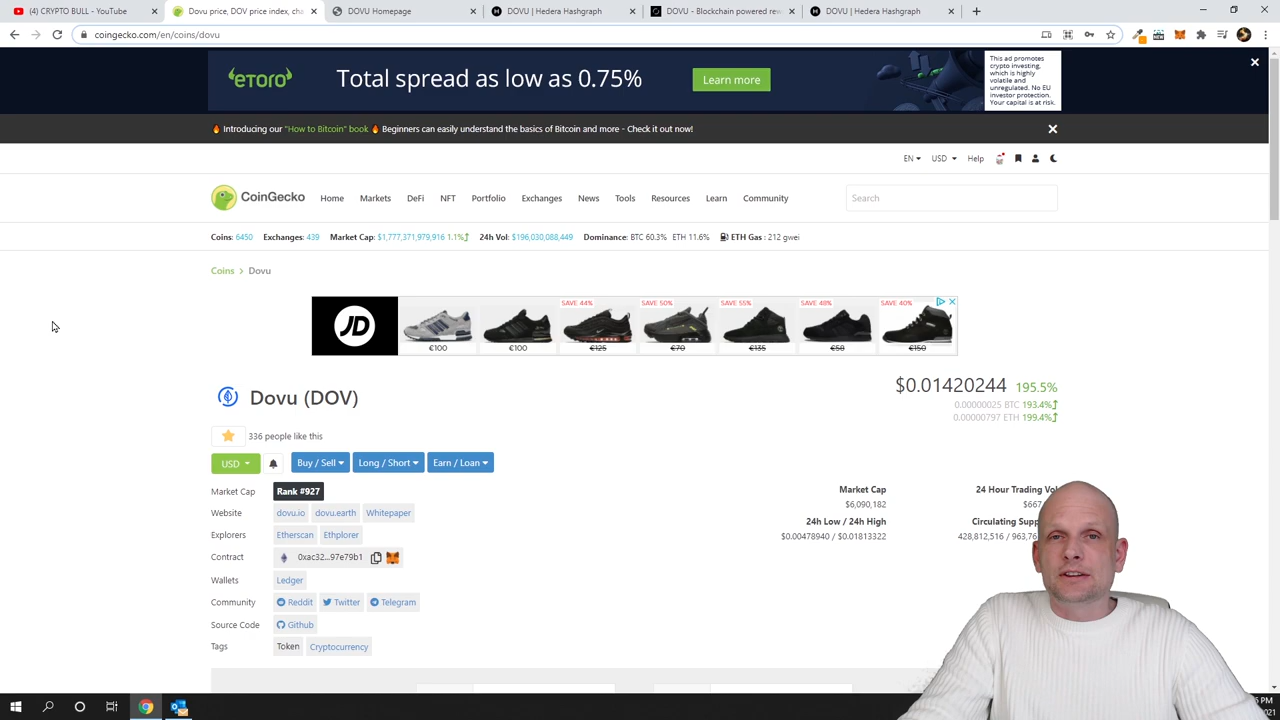 (4) CRYPTO BULL - YouTube
Dovu price, DOV price index, cha
DOVU Homepage
DOVU | Hedera Hashgraph
DOVU - Blockchain powered rew
DOVU | Hedera Hashgraph
coingecko.com/en/coins/dovu
eTORO
Total spread as low as 0.75%
Learn more
This ad promotes
crypto investing,
which is highly
volatile and
unregulated. No EU
investor protection.
Your capital is at risk.
Introducing our "How to Bitcoin" book Beginners can easily understand the basics of Bitcoin and more - Check it out now!
EN USD Help
CoinGecko Home Markets DeFi NFT Portfolio Exchanges News Tools Resources Learn Community Search
Coins: 6450 Exchanges: 439 Market Cap: $1,777,371,979,916 1.1% 24h Vol: $196,030,088,449 Dominance: BTC 60.3% ETH 11.6% ETH Gas : 212 gwei
Coins > Dovu
JD
SAVE 44% SAVE 50% SAVE 55% SAVE 48% SAVE 40%
€100 €100 €125 €70 €135 €58 €150
Dovu (DOV)
$0.01420244 195.5%
0.00000025 BTC 193.4%
0.00000797 ETH 199.4%
336 people like this
USD Buy / Sell Long / Short Earn / Loan
Market Cap Rank #927
Website dovu.io dovu.earth Whitepaper
Explorers Etherscan Ethplorer
Contract 0xac32...97e79b1
Wallets Ledger
Community Reddit Twitter Telegram
Source Code Github
Tags Token Cryptocurrency
Market Cap
$6,090,182
24 Hour Trading Vol
$667
24h Low / 24h High
$0.00478940 / $0.01813322
Circulating Supp
428,812,516 / 963,76
PM
021